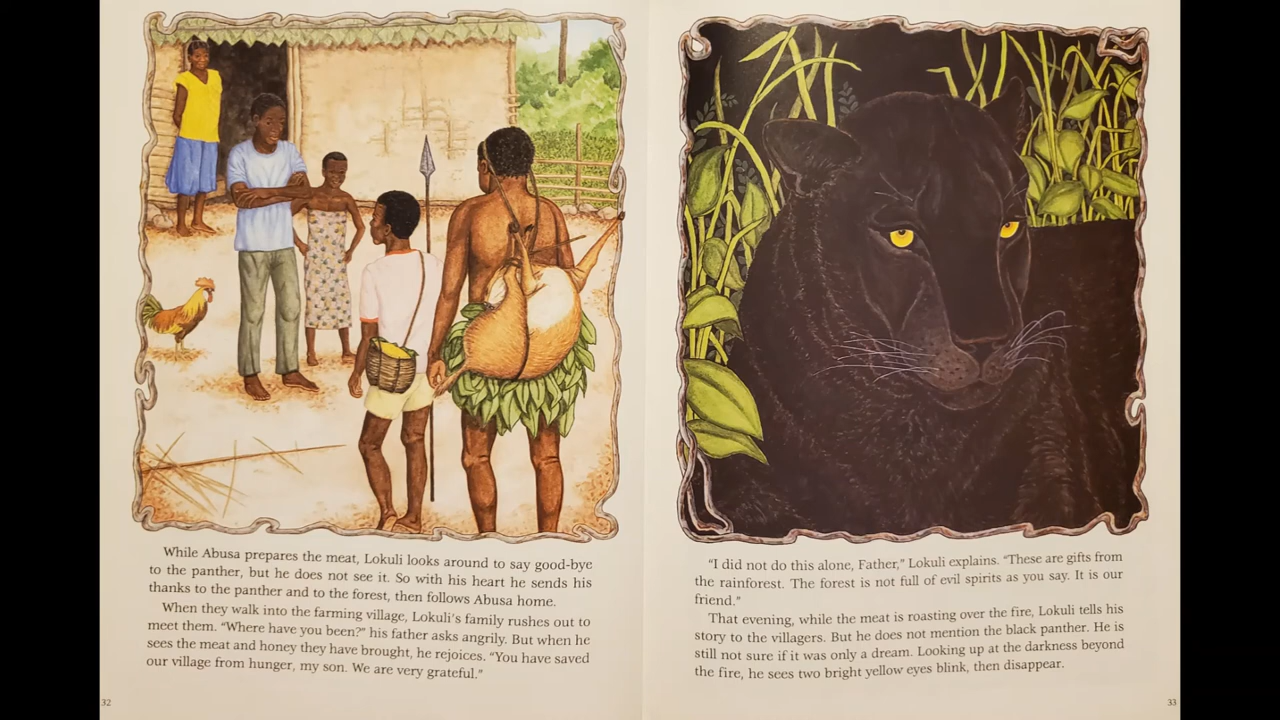 While Abusa prepares the meat, Lokuli looks around to say good-bye
to the panther, but he does not see it. So with his heart he sends his
thanks to the panther and to the forest, then follows Abusa home.
When they walk into the farming village, Lokuli's family rushes out to
meet them. “Where have you been?” his father asks angrily. But when he
sees the meat and honey they have brought, he rejoices. “You have saved
our village from hunger, my son. We are very grateful.”
32
“I did not do this alone, Father,” Lokuli explains. “These are gifts from
the rainforest. The forest is not full of evil spirits as you say. It is our
friend.”
That evening, while the meat is roasting over the fire, Lokuli tells his
story to the villagers. But he does not mention the black panther. He is
still not sure if it was only a dream. Looking up at the darkness beyond
the fire, he sees two bright yellow eyes blink, then disappear.
33